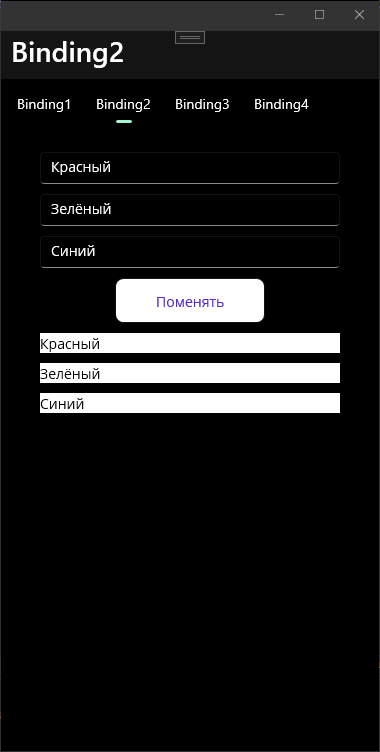 Binding2
Binding1 Binding2 Binding3 Binding4
Красный
Зелёный
Синий
Поменять
Красный
Зелёный
Синий